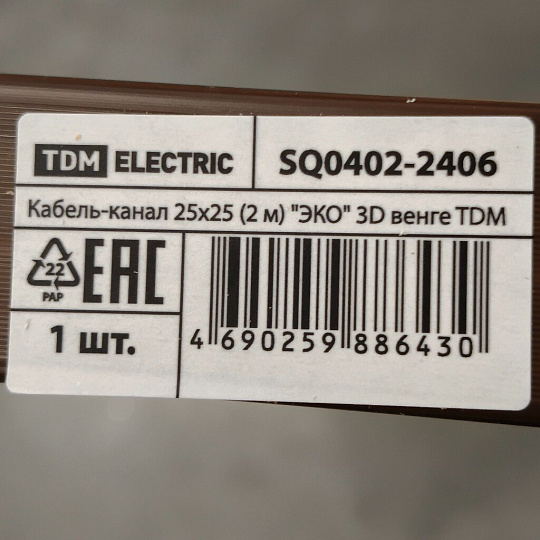 TDM ELECTRIC
SQ0402-2406
Кабель-канал 25х25 (2 м) "ЭКО" 3D венге TDM
22
PAP
EAC
1 шт.
4 690259 886430